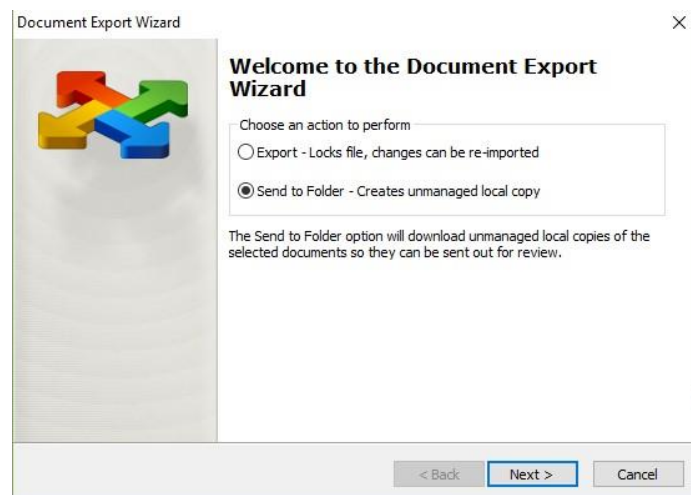 Document Export Wizard
Welcome to the Document Export
Wizard
Choose an action to perform
Export - Locks file, changes can be re-imported
Send to Folder - Creates unmanaged local copy
The Send to Folder option will download unmanaged local copies of the
selected documents so they can be sent out for review.
< Back Next > Cancel